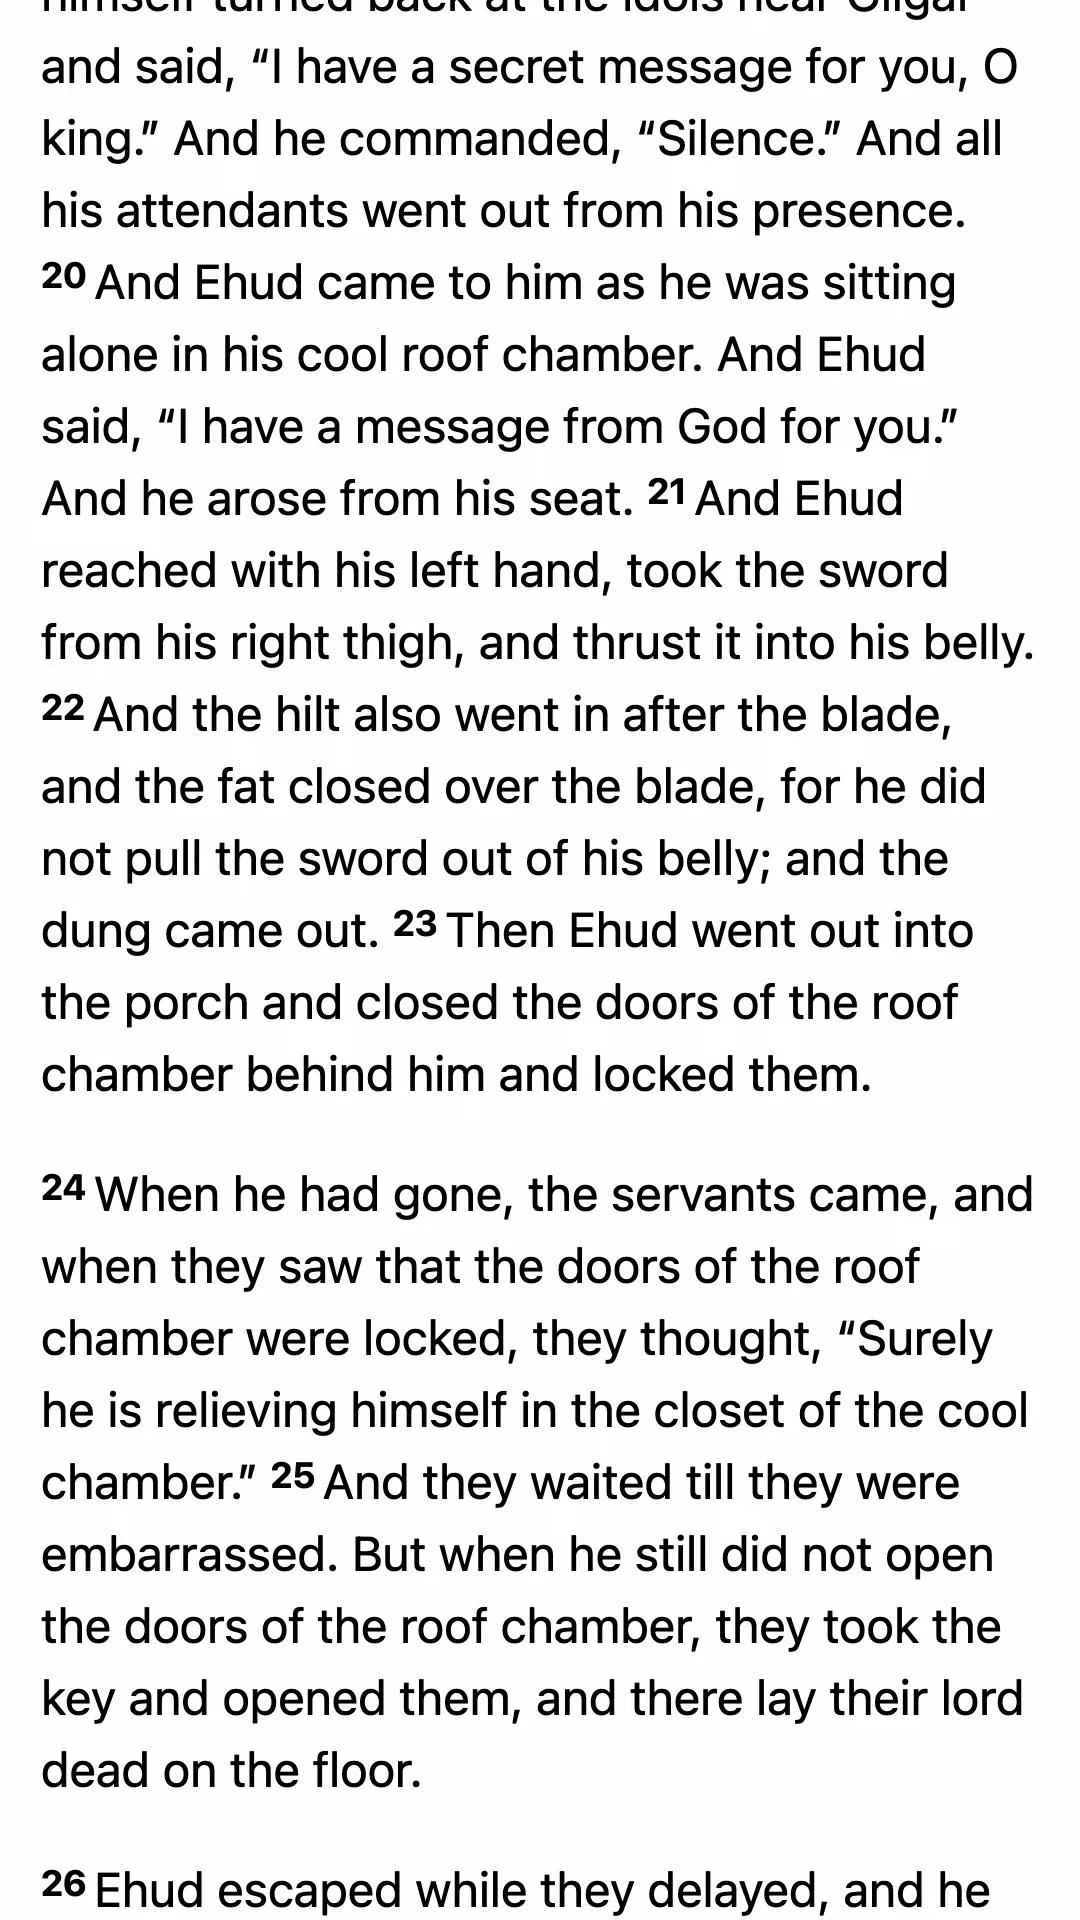 himself turned back at the idols near Gilgal
and said, “I have a secret message for you, O
king.” And he commanded, “Silence.” And all
his attendants went out from his presence.
20 And Ehud came to him as he was sitting
alone in his cool roof chamber. And Ehud
said, “I have a message from God for you.”
And he arose from his seat. 21 And Ehud
reached with his left hand, took the sword
from his right thigh, and thrust it into his belly.
22 And the hilt also went in after the blade,
and the fat closed over the blade, for he did
not pull the sword out of his belly; and the
dung came out. 23 Then Ehud went out into
the porch and closed the doors of the roof
chamber behind him and locked them.
24 When he had gone, the servants came, and
when they saw that the doors of the roof
chamber were locked, they thought, “Surely
he is relieving himself in the closet of the cool
chamber.” 25 And they waited till they were
embarrassed. But when he still did not open
the doors of the roof chamber, they took the
key and opened them, and there lay their lord
dead on the floor.
26 Ehud escaped while they delayed, and he